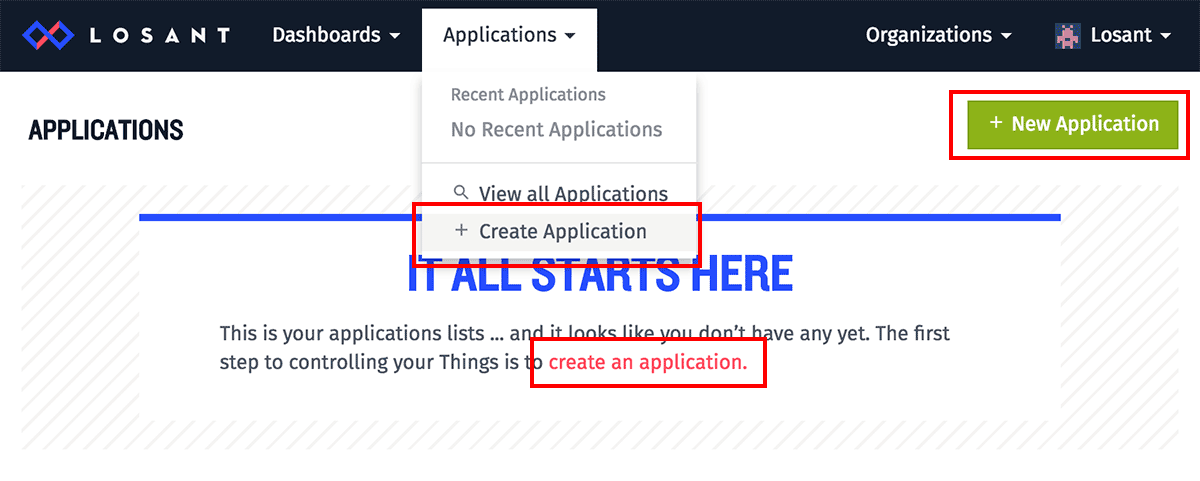 LOSANT
Dashboards
Applications
Organizations
Losant
Recent Applications
No Recent Applications
View all Applications
+ Create Application
APPLICATIONS
+ New Application
IT ALL STARTS HERE
This is your applications lists ... and it looks like you don’t have any yet. The first
step to controlling your Things is to create an application.